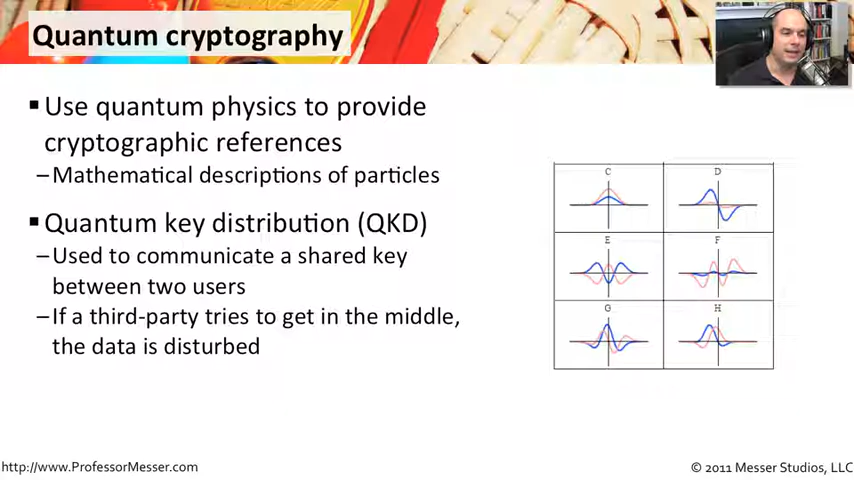 Quantum cryptography
▪Use quantum physics to provide
cryptographic references
–Mathematical descriptions of particles
▪Quantum key distribution (QKD)
–Used to communicate a shared key
between two users
–If a third-party tries to get in the middle,
the data is disturbed
C D
E F
G H
http://www.ProfessorMesser.com
© 2011 Messer Studios, LLC